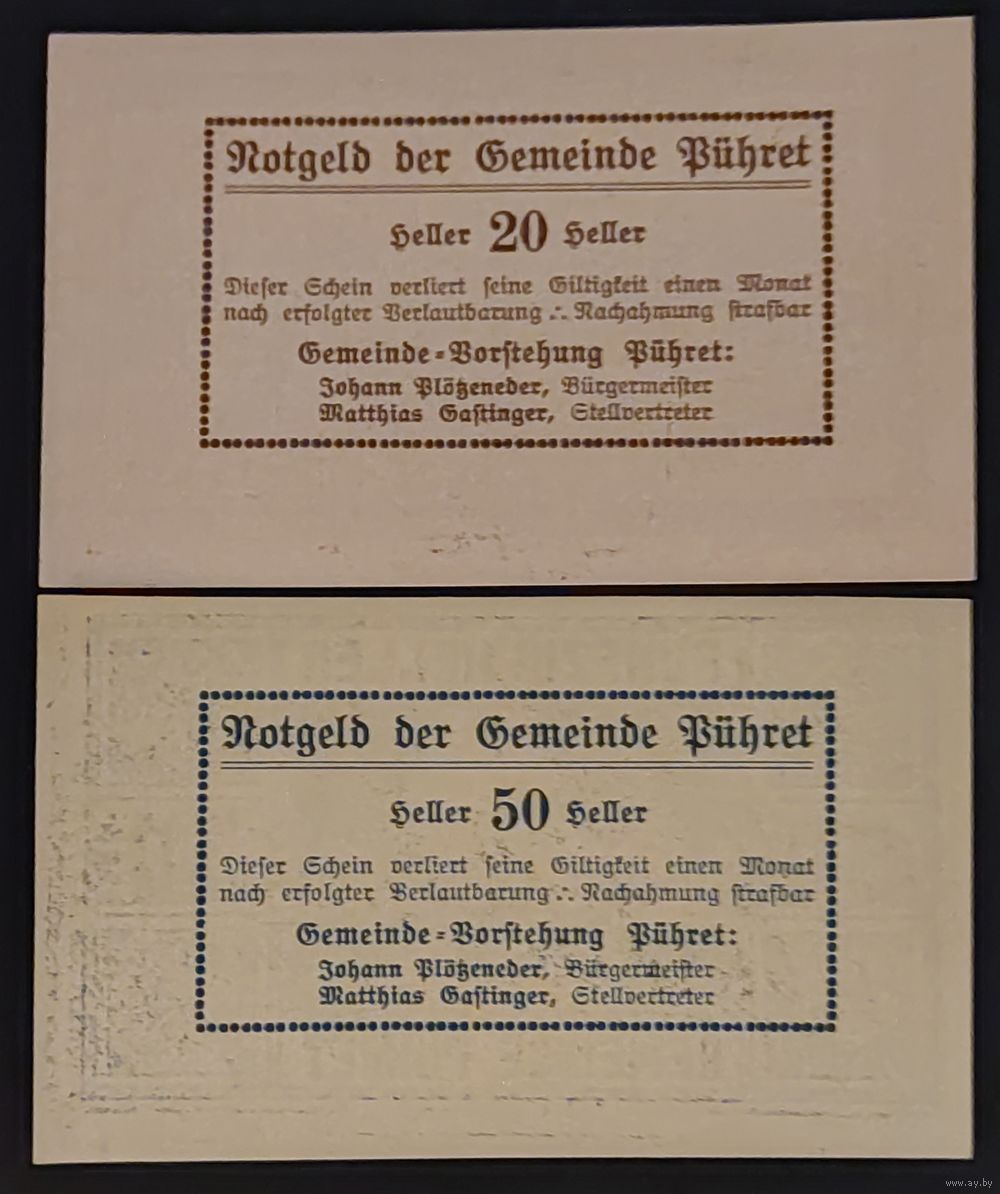 Notgeld der Gemeinde Pühret
Heller 20 Heller
Dieser Schein verliert seine Giltigkeit einen Monat
nach erfolgter Verlautbarung ∴ Nachahmung strafbar
Gemeinde-Vorstehung Pühret:
Johann Plötzeneder, Bürgermeister
Matthias Gastinger, Stellvertreter
Notgeld der Gemeinde Pühret
Heller 50 Heller
Dieser Schein verliert seine Giltigkeit einen Monat
nach erfolgter Verlautbarung ∴ Nachahmung strafbar
Gemeinde-Vorstehung Pühret:
Johann Plötzeneder, Bürgermeister
Matthias Gastinger, Stellvertreter
www.ay.by